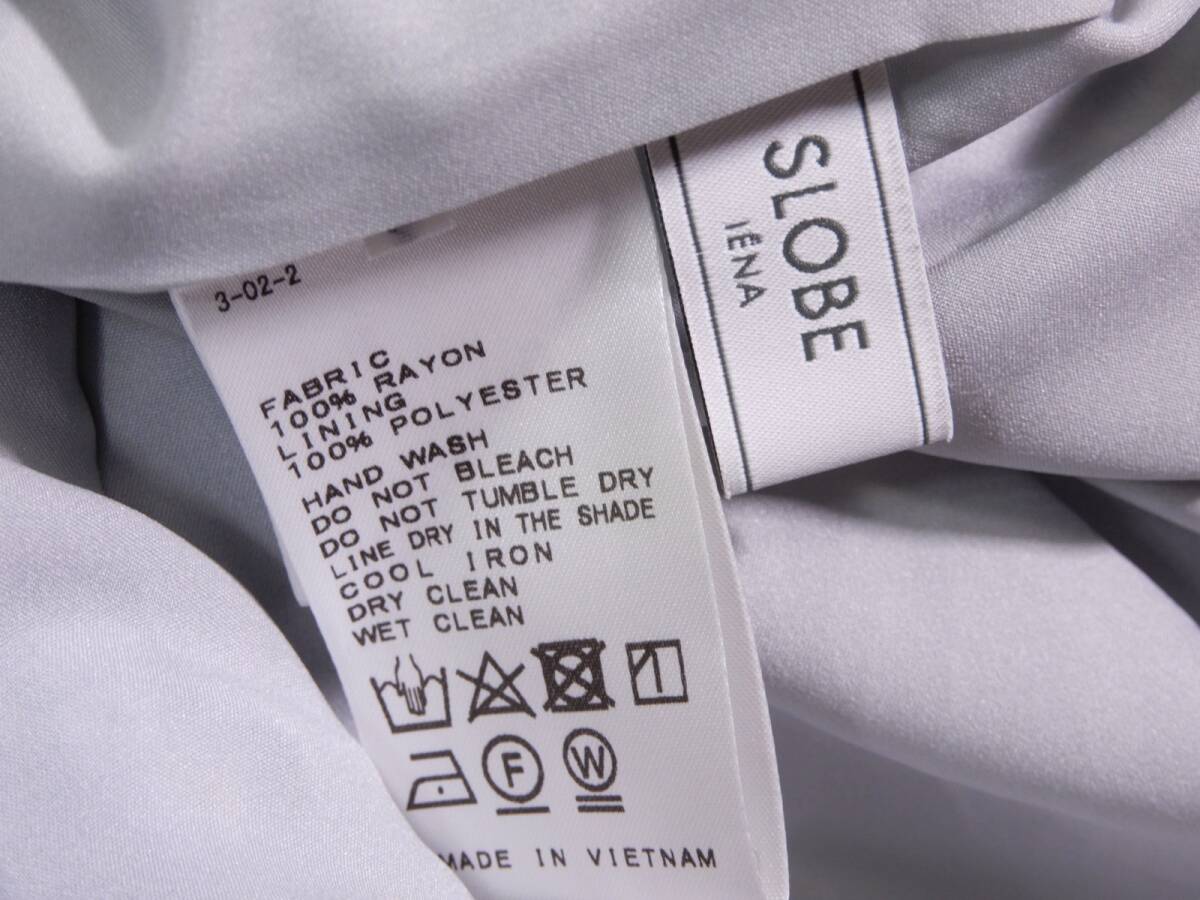 SLOBE
IÉNA
3-02-2
FABRIC
100% RAYON
LINING
100% POLYESTER
HAND WASH
DO NOT BLEACH
DO NOT TUMBLE DRY
LINE DRY IN THE SHADE
COOL IRON
DRY CLEAN
WET CLEAN
F
W
MADE IN VIETNAM